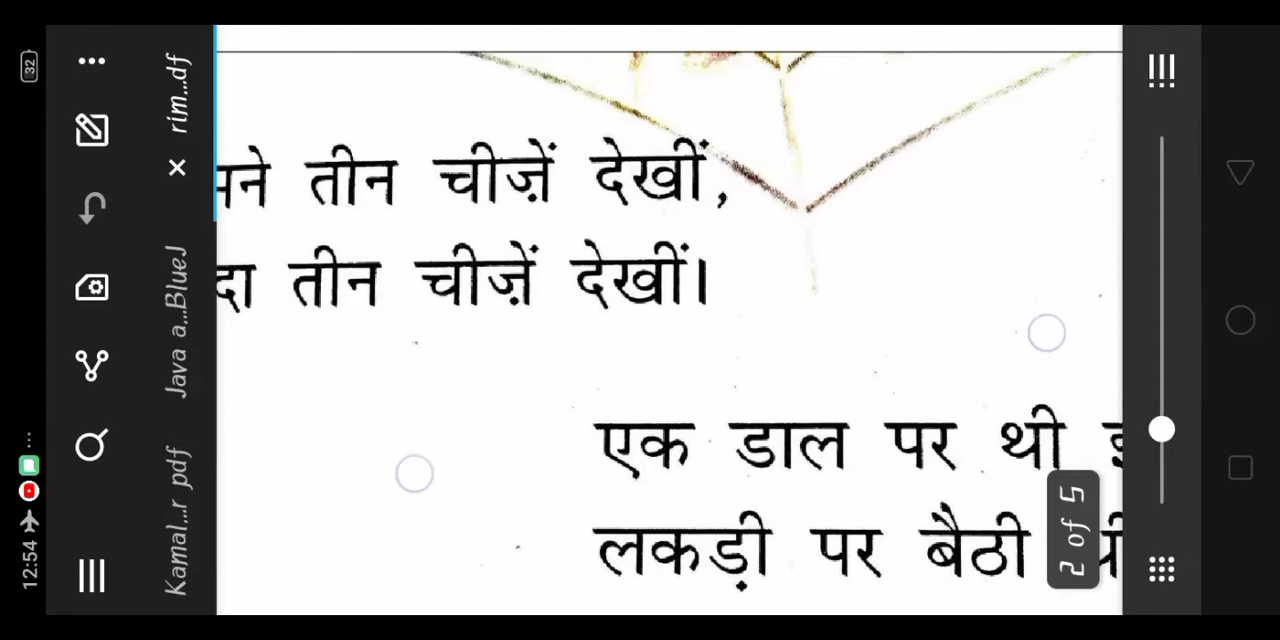 32
12:54
rim...df
Java a...BlueJ
Kamal...r pdf
तीन चीज़ें देखीं,
तीन चीज़ें देखीं।
एक डाल पर थी
लकड़ी पर बैठी
2 of 5